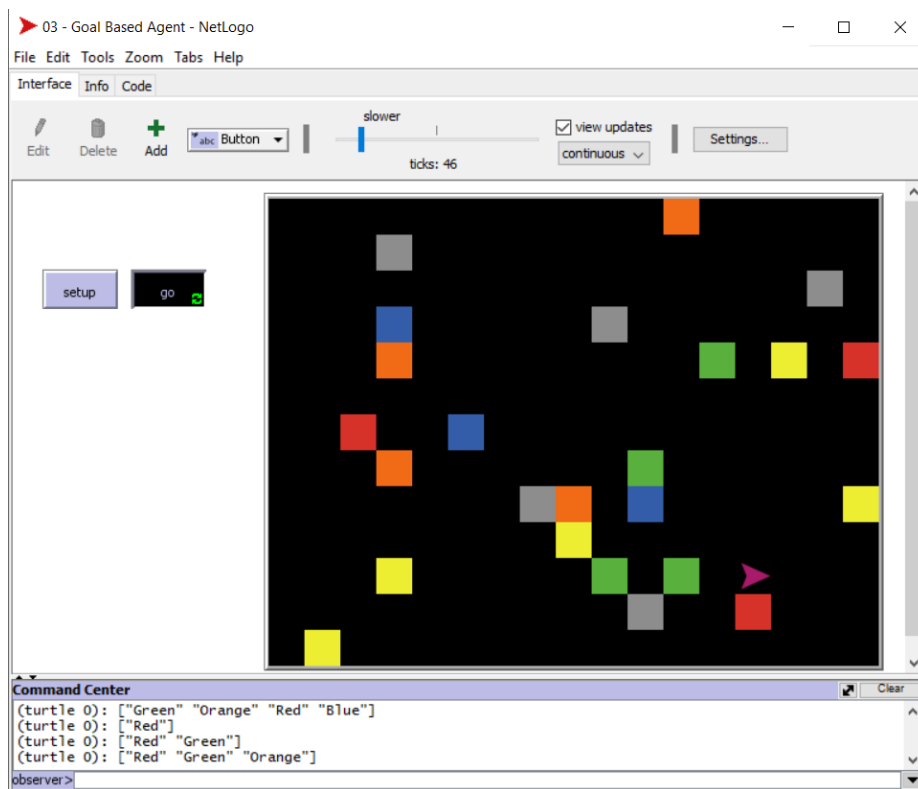 03 - Goal Based Agent - NetLogo
File Edit Tools Zoom Tabs Help
Interface Info Code
Edit Delete Add abc Button slower ticks: 46 view updates continuous Settings...
setup go
Command Center Clear
(turtle 0): ["Green" "Orange" "Red" "Blue"]
(turtle 0): ["Red"]
(turtle 0): ["Red" "Green"]
(turtle 0): ["Red" "Green" "Orange"]
observer>